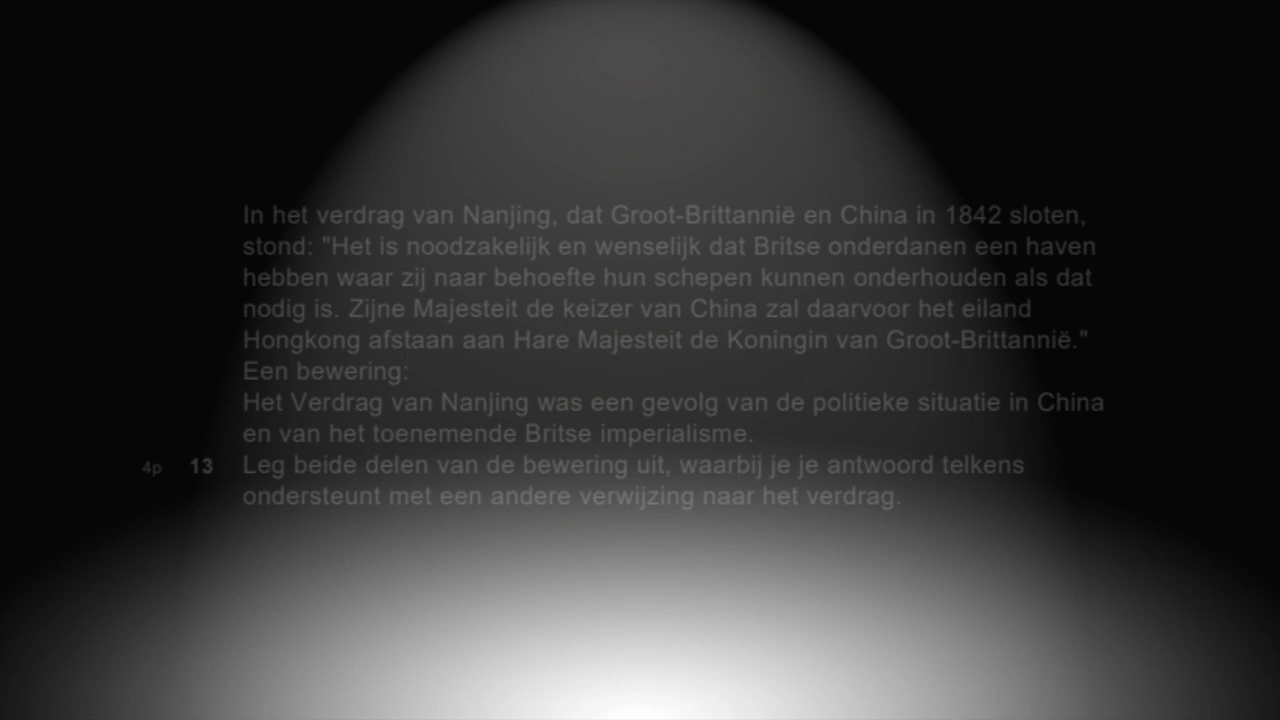 In het verdrag van Nanjing, dat Groot-Brittannië en China in 1842 sloten,
stond: "Het is noodzakelijk en wenselijk dat Britse onderdanen een haven
hebben waar zij naar behoefte hun schepen kunnen onderhouden als dat
nodig is. Zijne Majesteit de keizer van China zal daarvoor het eiland
Hongkong afstaan aan Hare Majesteit de Koningin van Groot-Brittannië."
Een bewering:
Het Verdrag van Nanjing was een gevolg van de politieke situatie in China
en van het toenemende Britse imperialisme.
4p 13 Leg beide delen van de bewering uit, waarbij je je antwoord telkens
ondersteunt met een andere verwijzing naar het verdrag.